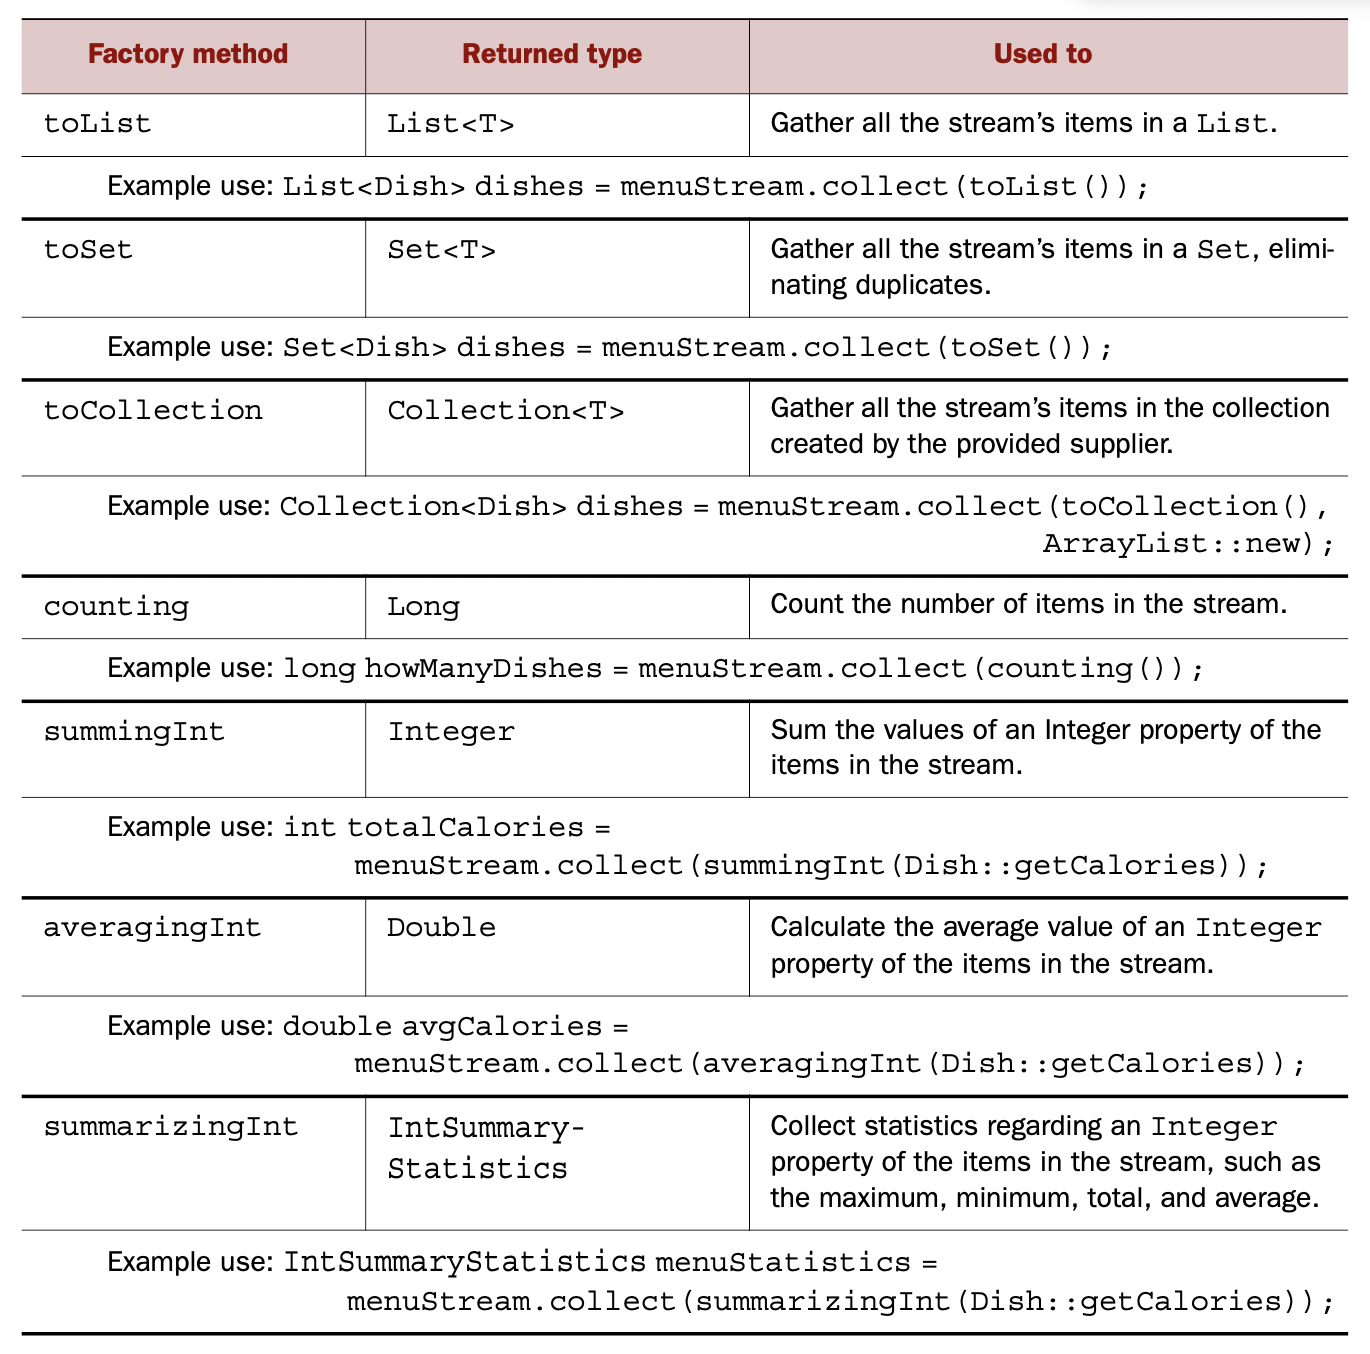 Factory method Returned type Used to
toList List<T> Gather all the stream’s items in a List.
Example use: List<Dish> dishes = menuStream.collect(toList());
toSet Set<T> Gather all the stream’s items in a Set, elimi-
nating duplicates.
Example use: Set<Dish> dishes = menuStream.collect(toSet());
toCollection Collection<T> Gather all the stream’s items in the collection
created by the provided supplier.
Example use: Collection<Dish> dishes = menuStream.collect(toCollection(),
ArrayList::new);
counting Long Count the number of items in the stream.
Example use: long howManyDishes = menuStream.collect(counting());
summingInt Integer Sum the values of an Integer property of the
items in the stream.
Example use: int totalCalories =
menuStream.collect(summingInt(Dish::getCalories));
averagingInt Double Calculate the average value of an Integer
property of the items in the stream.
Example use: double avgCalories =
menuStream.collect(averagingInt(Dish::getCalories));
summarizingInt IntSummary- Collect statistics regarding an Integer
Statistics property of the items in the stream, such as
the maximum, minimum, total, and average.
Example use: IntSummaryStatistics menuStatistics =
menuStream.collect(summarizingInt(Dish::getCalories));